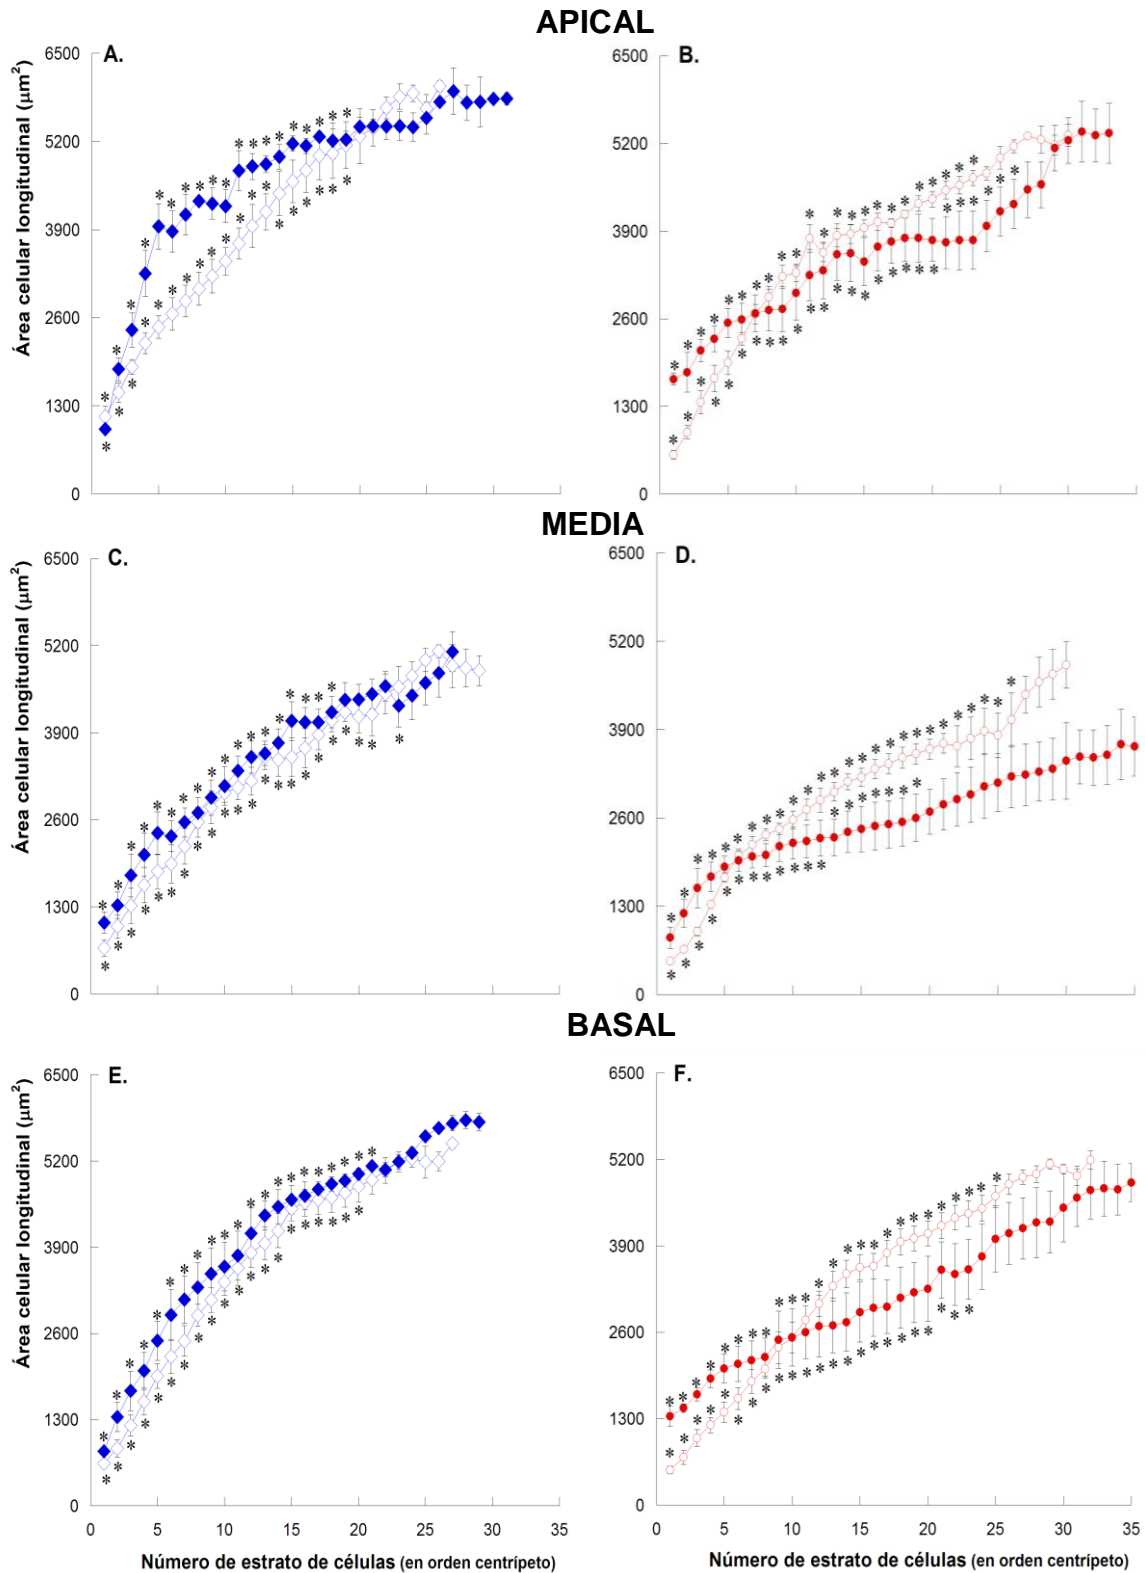 APICAL
A.
B.
Área celular longitudinal (µm²)
6500
5200
3900
2600
1300
0
6500
5200
3900
2600
1300
0
MEDIA
C.
D.
Área celular longitudinal (µm²)
6500
5200
3900
2600
1300
0
6500
5200
3900
2600
1300
0
BASAL
E.
F.
Área celular longitudinal (µm²)
6500
5200
3900
2600
1300
0
6500
5200
3900
2600
1300
0
0 5 10 15 20 25 30 35
0 5 10 15 20 25 30 35
Número de estrato de células (en orden centrípeto)
Número de estrato de células (en orden centrípeto)